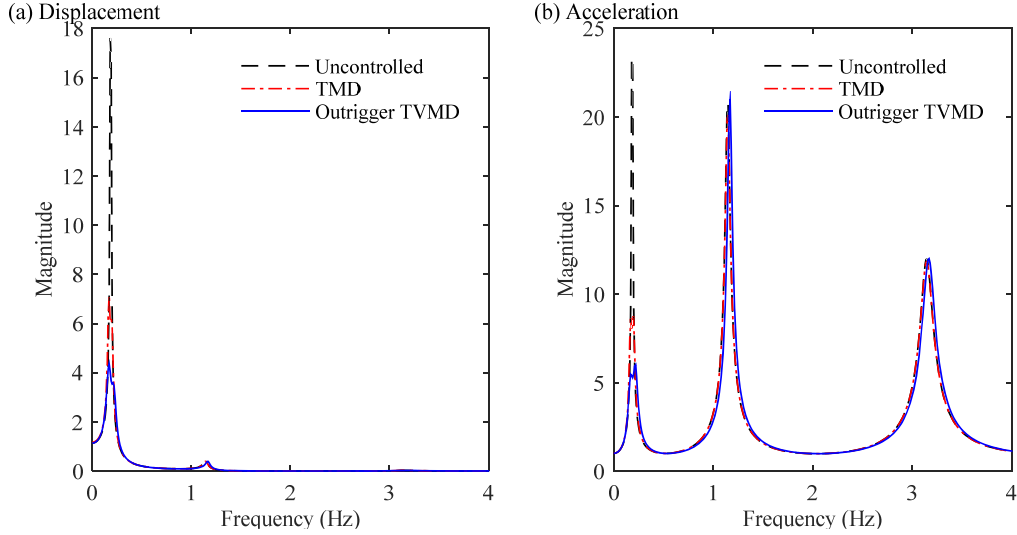 (a) Displacement
18
16
14
12
10
8
6
4
2
0
Magnitude
Uncontrolled
TMD
Outrigger TVMD
0 1 2 3 4
Frequency (Hz)
(b) Acceleration
25
20
15
10
5
0
Magnitude
Uncontrolled
TMD
Outrigger TVMD
0 1 2 3 4
Frequency (Hz)